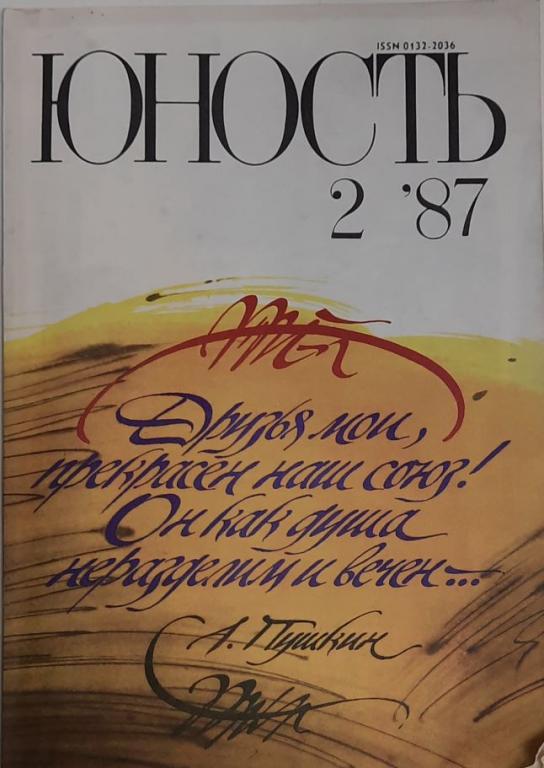 ISSN 0132-2036
ЮНОСТЬ
2 '87
Друзья мои,
прекрасен наш союз!
Он как душа
неразделим и вечен—...
А. Пушкин